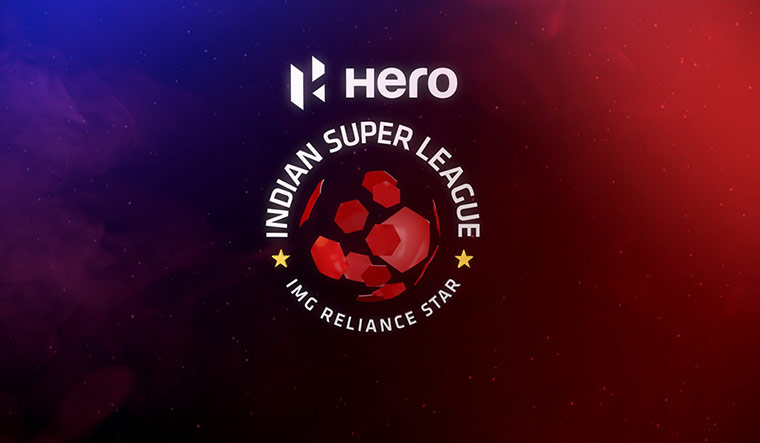 Hero
INDIAN SUPER LEAGUE
IMG RELIANCE STAR